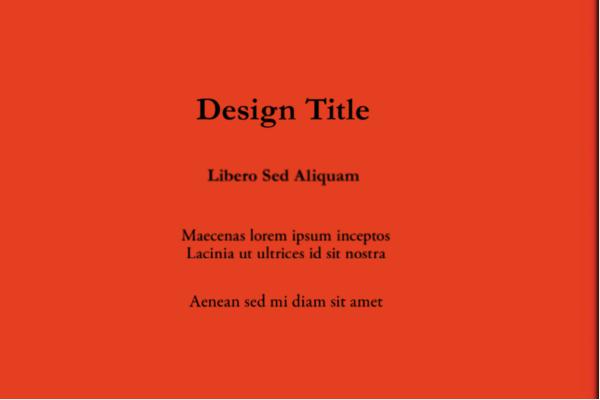 Design Title
Libero Sed Aliquam
Maecenas lorem ipsum inceptos
Lacinia ut ultrices id sit nostra
Aenean sed mi diam sit amet